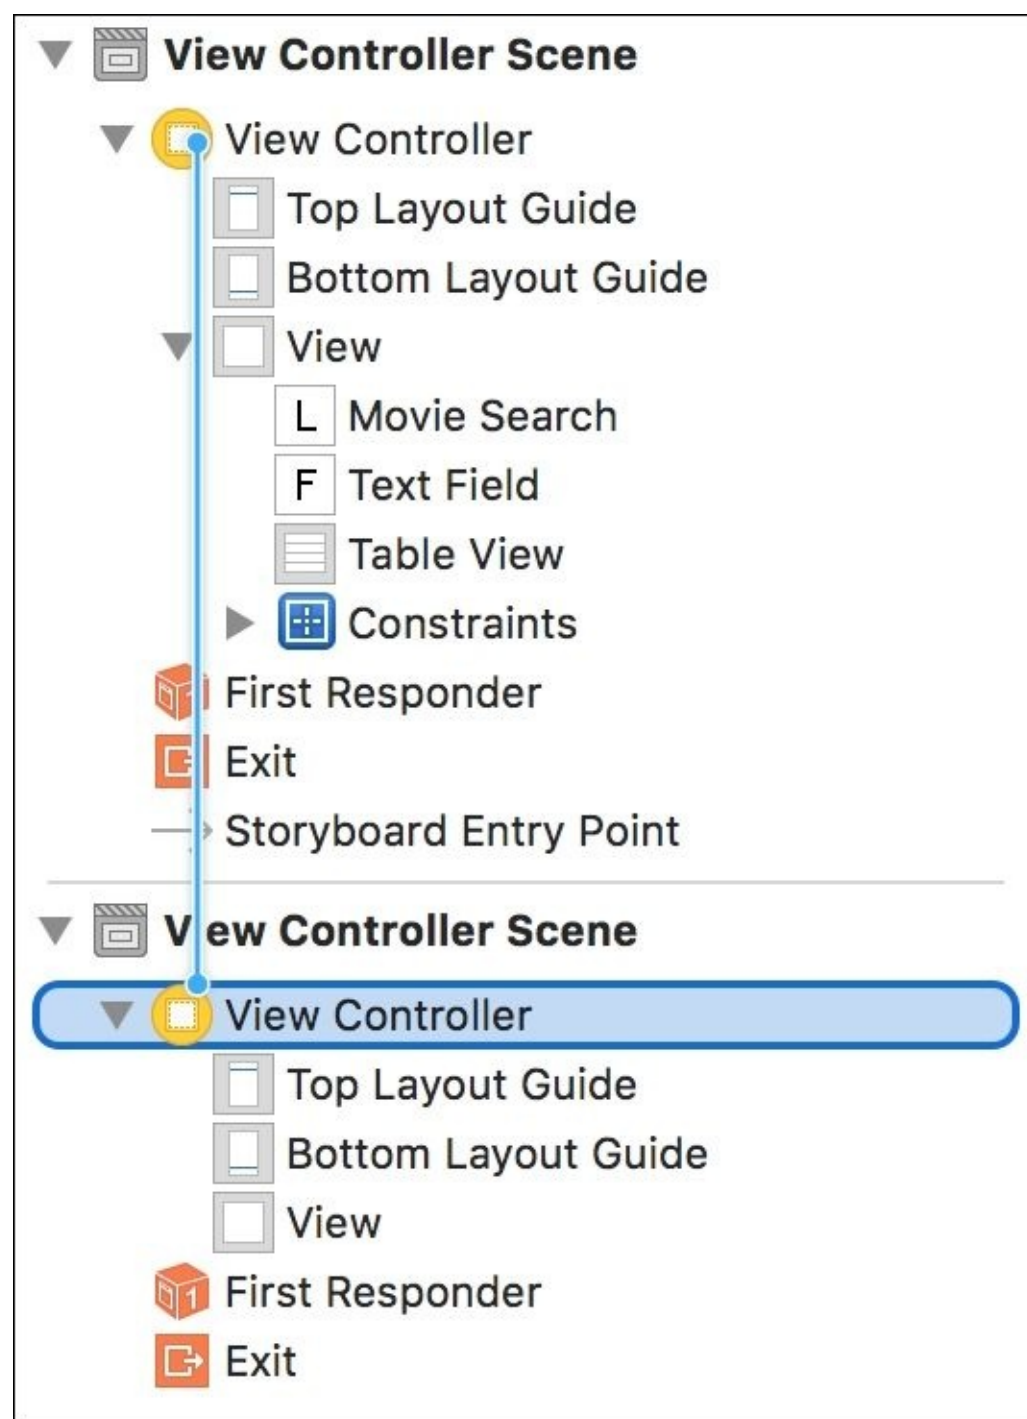 View Controller Scene
View Controller
Top Layout Guide
Bottom Layout Guide
View
L Movie Search
F Text Field
Table View
Constraints
First Responder
Exit
Storyboard Entry Point
View Controller Scene
View Controller
Top Layout Guide
Bottom Layout Guide
View
1 First Responder
Exit